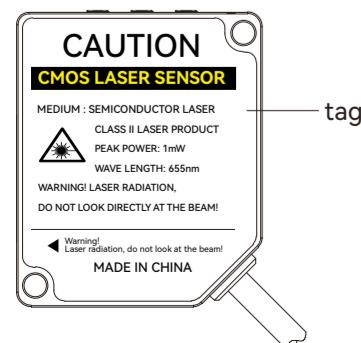 CAUTION
CMOS LASER SENSOR
MEDIUM : SEMICONDUCTOR LASER
CLASS II LASER PRODUCT
PEAK POWER: 1mW
WAVE LENGTH: 655nm
WARNING! LASER RADIATION,
DO NOT LOOK DIRECTLY AT THE BEAM!
Warning!
Laser radiation, do not look at the beam!
MADE IN CHINA
tag